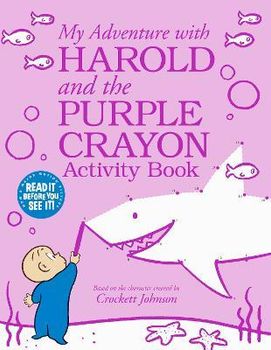 My Adventure with
HAROLD
and the
PURPLE
CRAYON
Activity Book
READ IT
BEFORE YOU
SEE IT!
Based on the character created by
Crockett Johnson